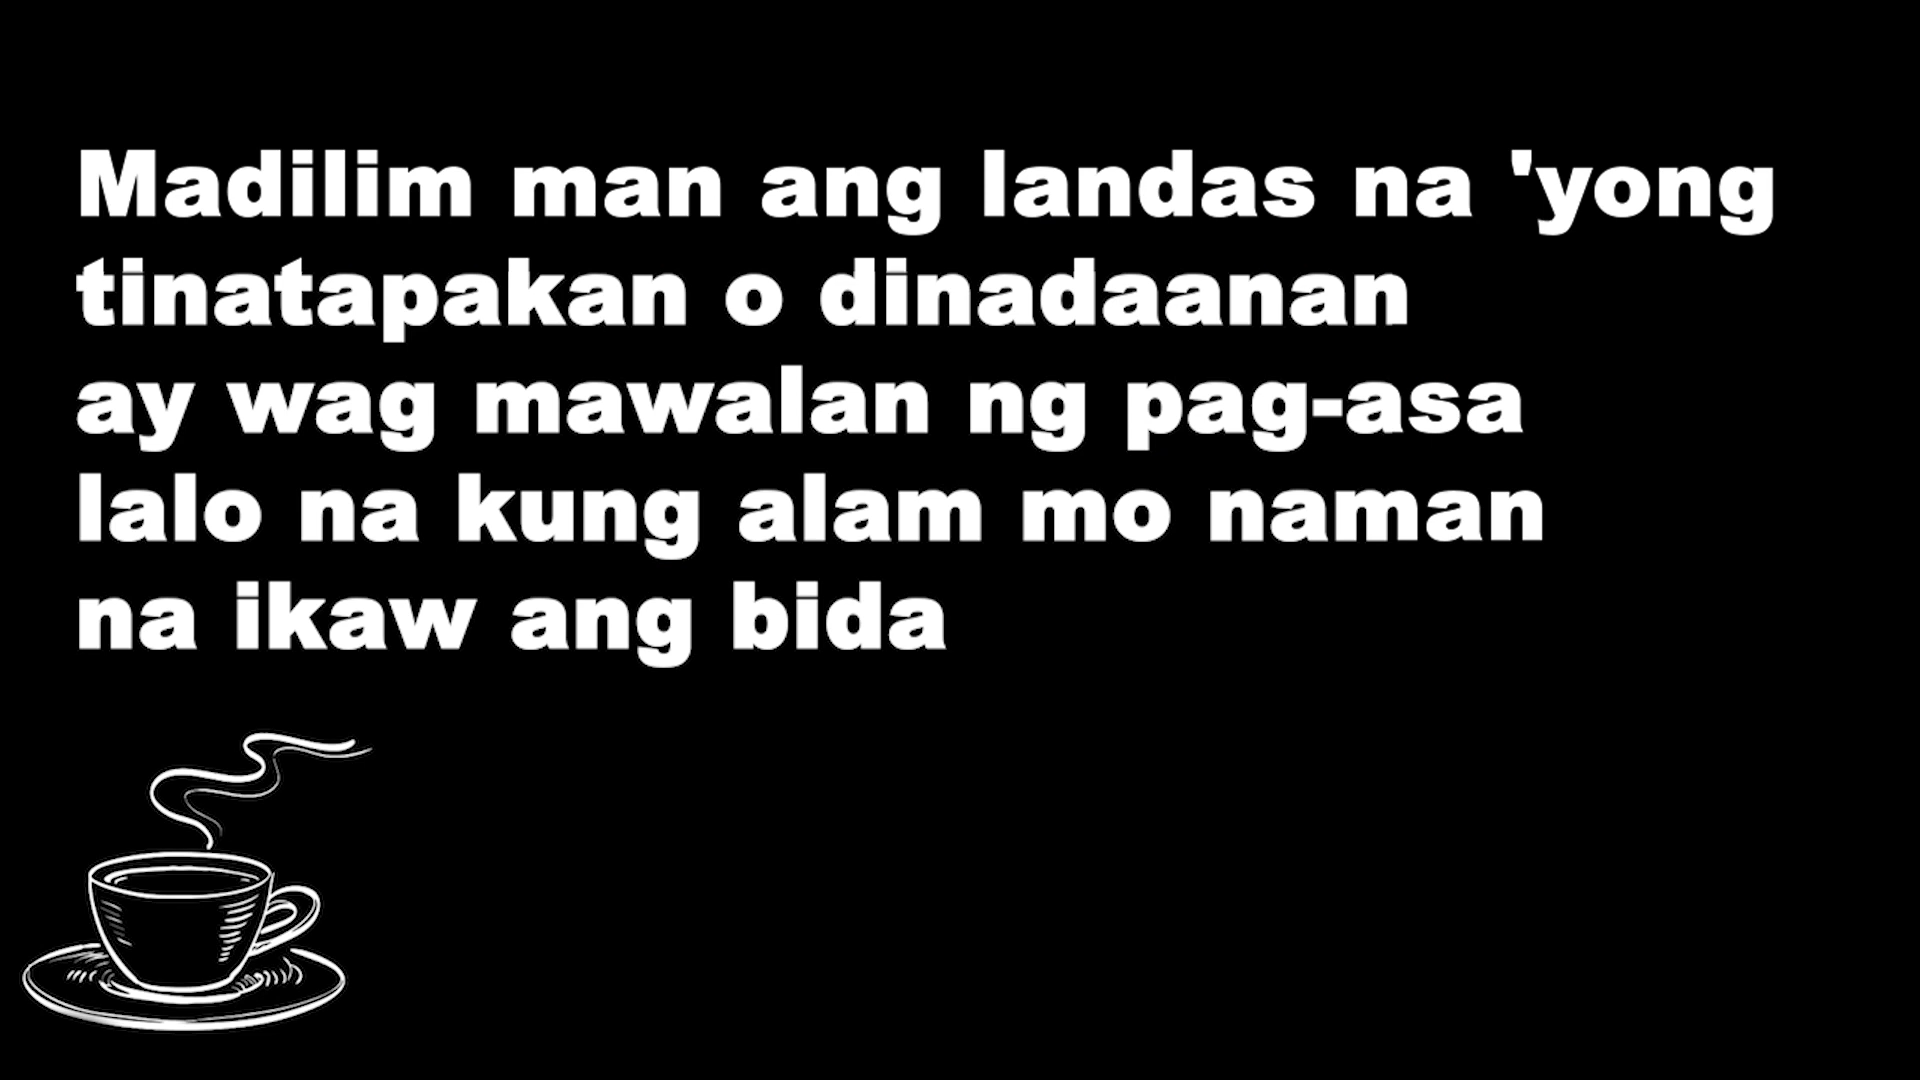 Madilim man ang landas na 'yong
tinatapakan o dinadaanan
ay wag mawalan ng pag-asa
lalo na kung alam mo naman
na ikaw ang bida